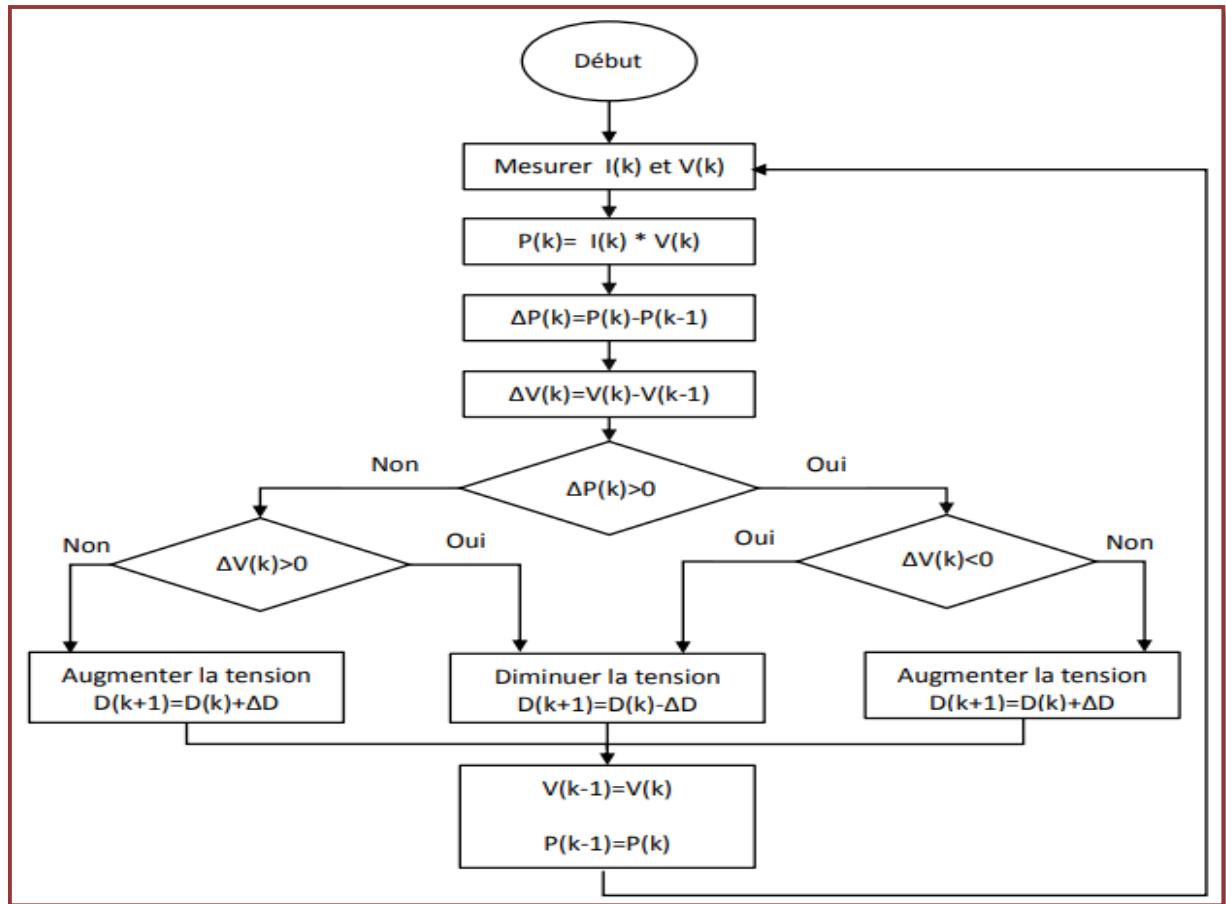 Début
Mesurer I(k) et V(k)
P(k)= I(k) * V(k)
ΔP(k)=P(k)-P(k-1)
ΔV(k)=V(k)-V(k-1)
Non
Oui
ΔP(k)>0
Non
Oui
ΔV(k)>0
Oui
Non
ΔV(k)<0
Augmenter la tension
D(k+1)=D(k)+ΔD
Diminuer la tension
D(k+1)=D(k)-ΔD
Augmenter la tension
D(k+1)=D(k)+ΔD
V(k-1)=V(k)
P(k-1)=P(k)